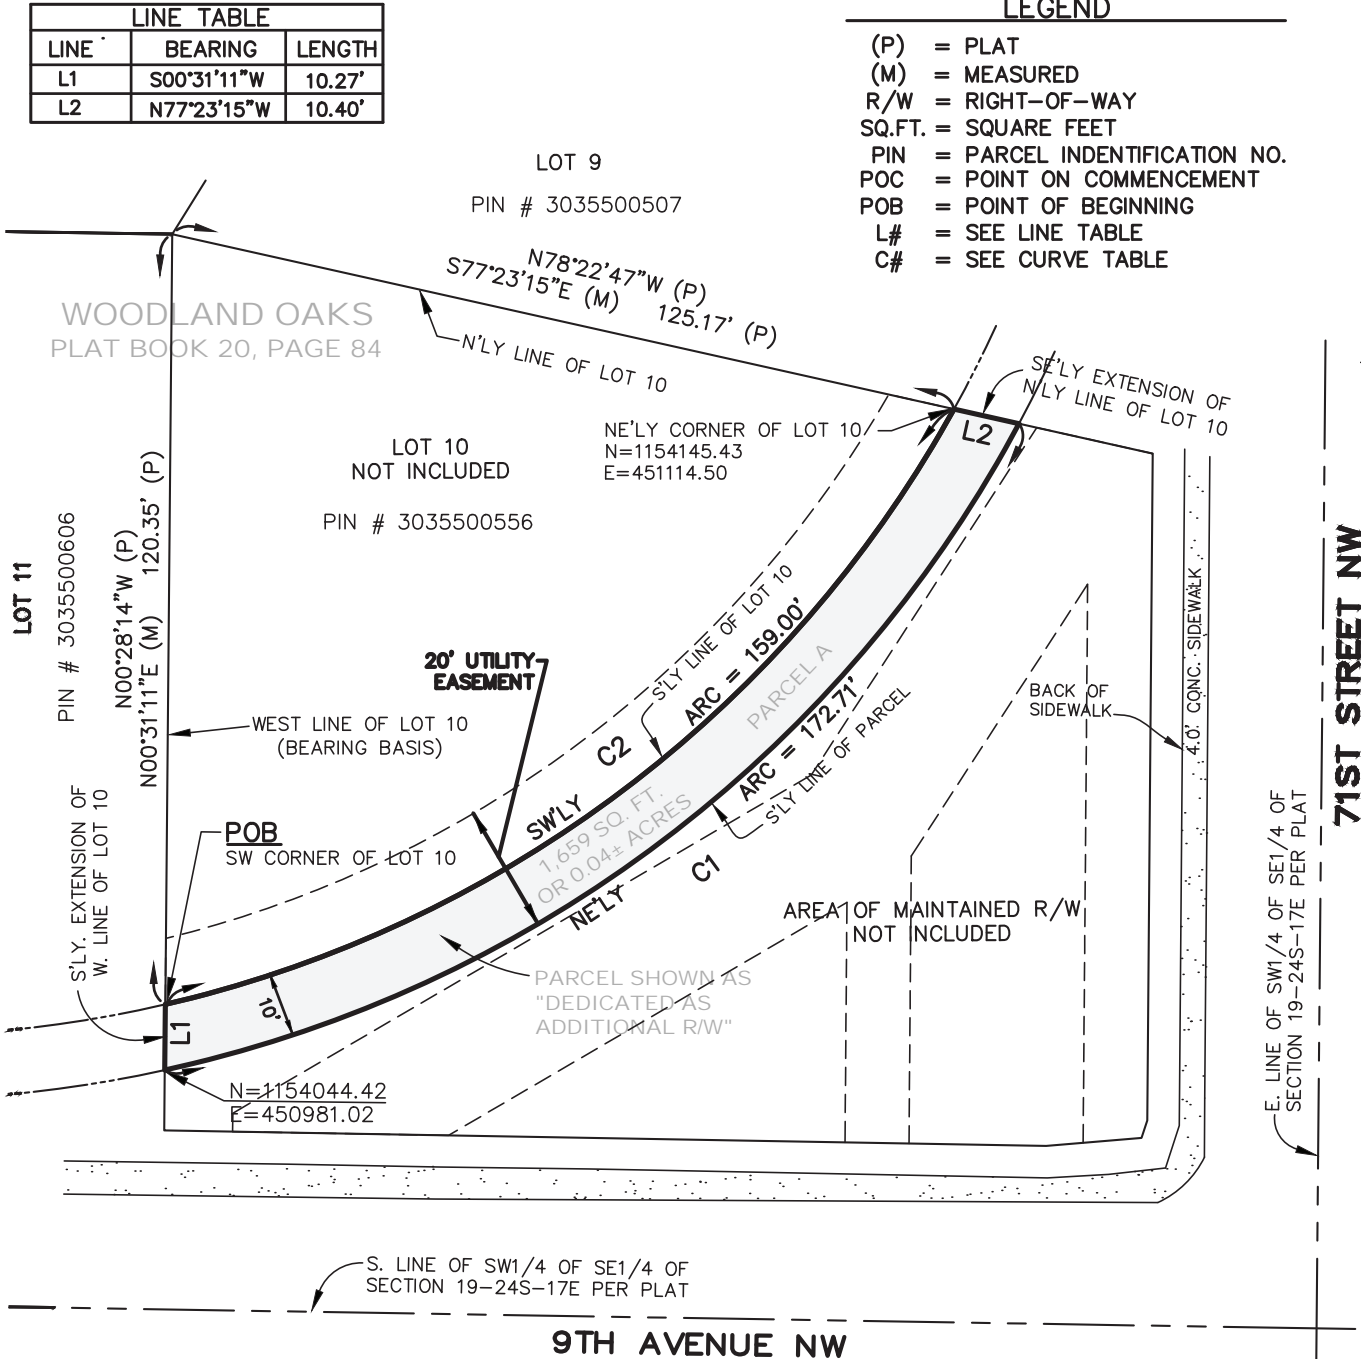 LINE TABLE
LINE BEARING LENGTH
L1 S00°31'11"W 10.27'
L2 N77°23'15"W 10.40'
LEGEND
(P) = PLAT
(M) = MEASURED
R/W = RIGHT-OF-WAY
SQ.FT. = SQUARE FEET
PIN = PARCEL INDENTIFICATION NO.
POC = POINT ON COMMENCEMENT
POB = POINT OF BEGINNING
L# = SEE LINE TABLE
C# = SEE CURVE TABLE
LOT 9
PIN # 3035500507
N78°22'47"W (P)
S77°23'15"E (M) 125.17' (P)
N'LY LINE OF LOT 10
WOODLAND OAKS
PLAT BOOK 20, PAGE 84
SE'LY EXTENSION OF
N'LY LINE OF LOT 10
L2
NE'LY CORNER OF LOT 10
N=1154145.43
E=451114.50
LOT 10
NOT INCLUDED
PIN # 3035500556
LOT 11
PIN # 3035500606
N00°28'14"W (P)
N00°31'11"E (M) 120.35' (P)
20' UTILITY
EASEMENT
WEST LINE OF LOT 10
(BEARING BASIS)
S'LY LINE OF LOT 10
ARC = 159.00'
PARCEL A
ARC = 172.71'
S'LY LINE OF PARCEL
C2
SW'LY
1,659 SQ. FT.
OR 0.04± ACRES
NE'LY
C1
BACK OF
SIDEWALK
4.0' CONC. SIDEWALK
71ST STREET NW
POB
SW CORNER OF LOT 10
S'LY. EXTENSION OF
W. LINE OF LOT 10
AREA OF MAINTAINED R/W
NOT INCLUDED
PARCEL SHOWN AS
"DEDICATED AS
ADDITIONAL R/W"
10'
L1
N=1154044.42
E=450981.02
E. LINE OF SW1/4 OF SE1/4 OF
SECTION 19-24S-17E PER PLAT
S. LINE OF SW1/4 OF SE1/4 OF
SECTION 19-24S-17E PER PLAT
9TH AVENUE NW